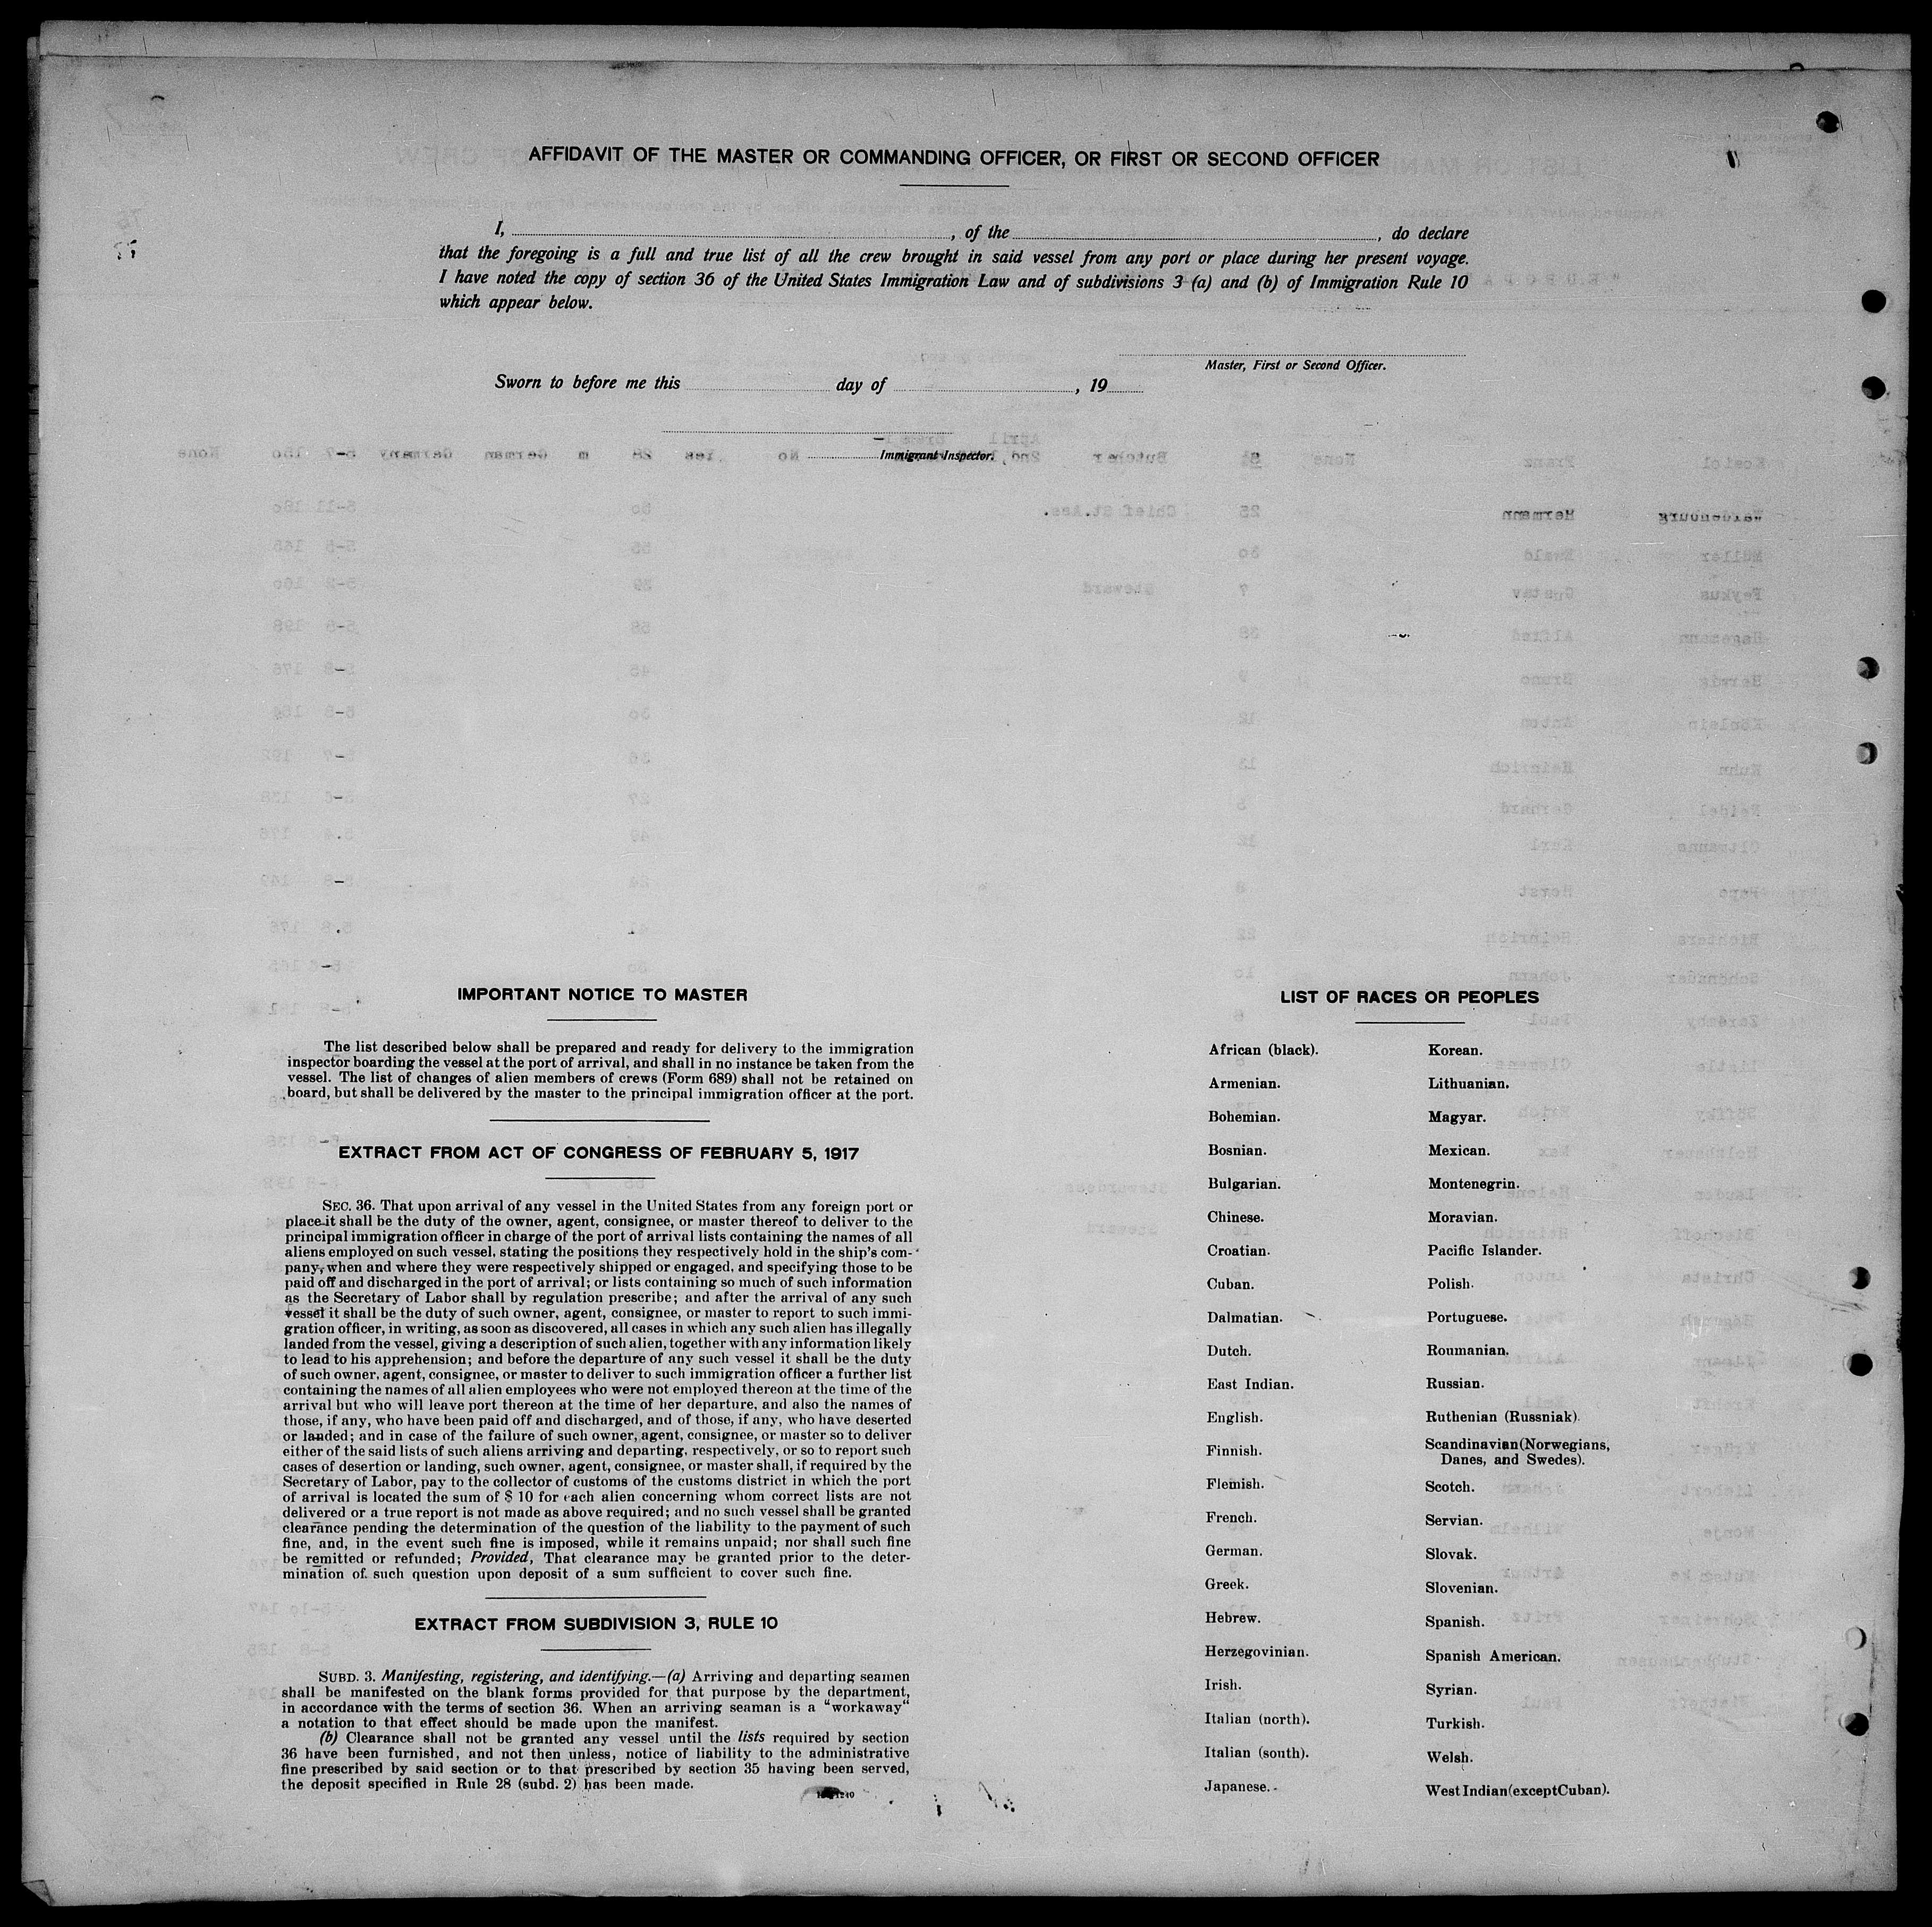 AFFIDAVIT OF THE MASTER OR COMMANDING OFFICER, OR FIRST OR SECOND OFFICER
I, , of the , do declare
that the foregoing is a full and true list of all the crew brought in said vessel from any port or place during her present voyage.
I have noted the copy of section 36 of the United States Immigration Law and of subdivisions 3 (a) and (b) of Immigration Rule 10
which appear below.
Master, First or Second Officer.
Sworn to before me this day of , 19
Immigrant Inspector.
IMPORTANT NOTICE TO MASTER
The list described below shall be prepared and ready for delivery to the immigration
inspector boarding the vessel at the port of arrival, and shall in no instance be taken from the
vessel. The list of changes of alien members of crews (Form 689) shall not be retained on
board, but shall be delivered by the master to the principal immigration officer at the port.
EXTRACT FROM ACT OF CONGRESS OF FEBRUARY 5, 1917
SEC. 36. That upon arrival of any vessel in the United States from any foreign port or
place it shall be the duty of the owner, agent, consignee, or master thereof to deliver to the
principal immigration officer in charge of the port of arrival lists containing the names of all
aliens employed on such vessel, stating the positions they respectively hold in the ship's com-
pany, when and where they were respectively shipped or engaged, and specifying those to be
paid off and discharged in the port of arrival; or lists containing so much of such information
as the Secretary of Labor shall by regulation prescribe; and after the arrival of any such
vessel it shall be the duty of such owner, agent, consignee, or master to report to such immi-
gration officer, in writing, as soon as discovered, all cases in which any such alien has illegally
landed from the vessel, giving a description of such alien, together with any information likely
to lead to his apprehension; and before the departure of any such vessel it shall be the duty
of such owner, agent, consignee, or master to deliver to such immigration officer a further list
containing the names of all alien employees who were not employed thereon at the time of the
arrival but who will leave port thereon at the time of her departure, and also the names of
those, if any, who have been paid off and discharged, and of those, if any, who have deserted
or landed; and in case of the failure of such owner, agent, consignee, or master so to deliver
either of the said lists of such aliens arriving and departing, respectively, or so to report such
cases of desertion or landing, such owner, agent, consignee, or master shall, if required by the
Secretary of Labor, pay to the collector of customs of the customs district in which the port
of arrival is located the sum of $ 10 for each alien concerning whom correct lists are not
delivered or a true report is not made as above required; and no such vessel shall be granted
clearance pending the determination of the question of the liability to the payment of such
fine, and, in the event such fine is imposed, while it remains unpaid; nor shall such fine
be remitted or refunded; Provided, That clearance may be granted prior to the deter-
mination of such question upon deposit of a sum sufficient to cover such fine.
EXTRACT FROM SUBDIVISION 3, RULE 10
SUBD. 3. Manifesting, registering, and identifying.—(a) Arriving and departing seamen
shall be manifested on the blank forms provided for that purpose by the department,
in accordance with the terms of section 36. When an arriving seaman is a "workaway"
a notation to that effect should be made upon the manifest.
(b) Clearance shall not be granted any vessel until the lists required by section
36 have been furnished, and not then unless, notice of liability to the administrative
fine prescribed by said section or to that prescribed by section 35 having been served,
the deposit specified in Rule 28 (subd. 2) has been made.
LIST OF RACES OR PEOPLES
African (black).
Armenian.
Bohemian.
Bosnian.
Bulgarian.
Chinese.
Croatian.
Cuban.
Dalmatian.
Dutch.
East Indian.
English.
Finnish.
Flemish.
French.
German.
Greek.
Hebrew.
Herzegovinian.
Irish.
Italian (north).
Italian (south).
Japanese.
Korean.
Lithuanian.
Magyar.
Mexican.
Montenegrin.
Moravian.
Pacific Islander.
Polish.
Portuguese.
Roumanian.
Russian.
Ruthenian (Russniak).
Scandinavian (Norwegians,
Danes, and Swedes).
Scotch.
Servian.
Slovak.
Slovenian.
Spanish.
Spanish American.
Syrian.
Turkish.
Welsh.
West Indian (except Cuban).